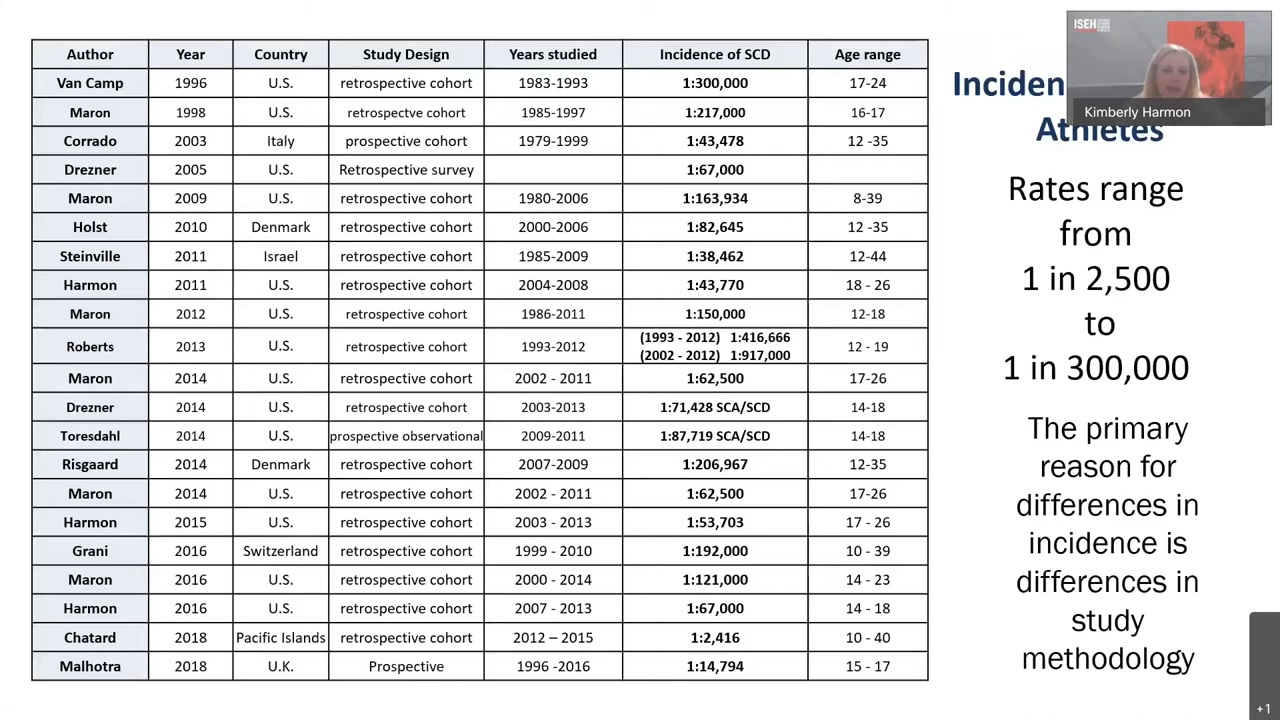 Author Year Country Study Design Years studied Incidence of SCD Age range
Van Camp 1996 U.S. retrospective cohort 1983-1993 1:300,000 17-24
Maron 1998 U.S. retrospectve cohort 1985-1997 1:217,000 16-17
Corrado 2003 Italy prospective cohort 1979-1999 1:43,478 12 -35
Drezner 2005 U.S. Retrospective survey 1:67,000
Maron 2009 U.S. retrospective cohort 1980-2006 1:163,934 8-39
Holst 2010 Denmark retrospective cohort 2000-2006 1:82,645 12 -35
Steinville 2011 Israel retrospective cohort 1985-2009 1:38,462 12-44
Harmon 2011 U.S. retrospective cohort 2004-2008 1:43,770 18 - 26
Maron 2012 U.S. retrospective cohort 1986-2011 1:150,000 12-18
Roberts 2013 U.S. retrospective cohort 1993-2012 (1993 - 2012) 1:416,666 12 - 19
(2002 - 2012) 1:917,000
Maron 2014 U.S. retrospective cohort 2002 - 2011 1:62,500 17-26
Drezner 2014 U.S. retrospective cohort 2003-2013 1:71,428 SCA/SCD 14-18
Toresdahl 2014 U.S. prospective observational 2009-2011 1:87,719 SCA/SCD 14-18
Risgaard 2014 Denmark retrospective cohort 2007-2009 1:206,967 12-35
Maron 2014 U.S. retrospective cohort 2002 - 2011 1:62,500 17-26
Harmon 2015 U.S. retrospective cohort 2003 - 2013 1:53,703 17 - 26
Grani 2016 Switzerland retrospective cohort 1999 - 2010 1:192,000 10 - 39
Maron 2016 U.S. retrospective cohort 2000 - 2014 1:121,000 14 - 23
Harmon 2016 U.S. retrospective cohort 2007 - 2013 1:67,000 14 - 18
Chatard 2018 Pacific Islands retrospective cohort 2012 – 2015 1:2,416 10 - 40
Malhotra 2018 U.K. Prospective 1996 -2016 1:14,794 15 - 17
ISEH
Kimberly Harmon
Inciden
Athletes
Rates range
from
1 in 2,500
to
1 in 300,000
The primary
reason for
differences in
incidence is
differences in
study
methodology
+1